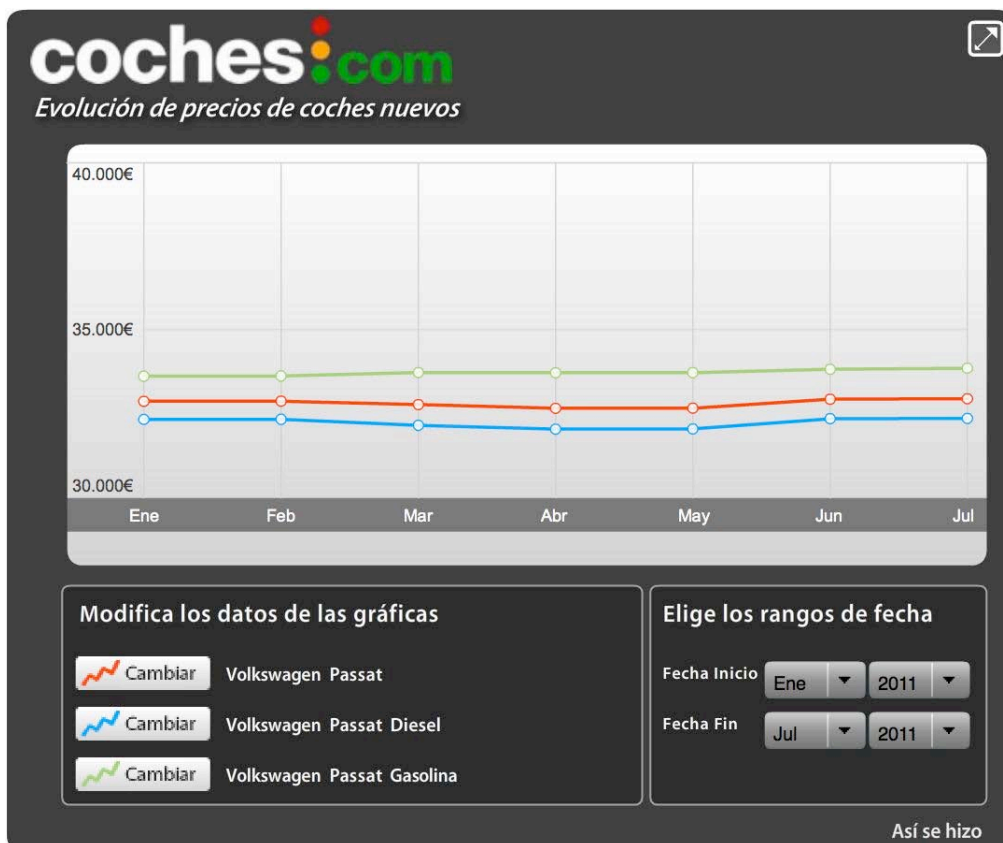 coches:com
Evolución de precios de coches nuevos
40.000€
35.000€
30.000€
Ene Feb Mar Abr May Jun Jul
Modifica los datos de las gráficas
Cambiar Volkswagen Passat
Cambiar Volkswagen Passat Diesel
Cambiar Volkswagen Passat Gasolina
Elige los rangos de fecha
Fecha Inicio Ene 2011
Fecha Fin Jul 2011
Así se hizo